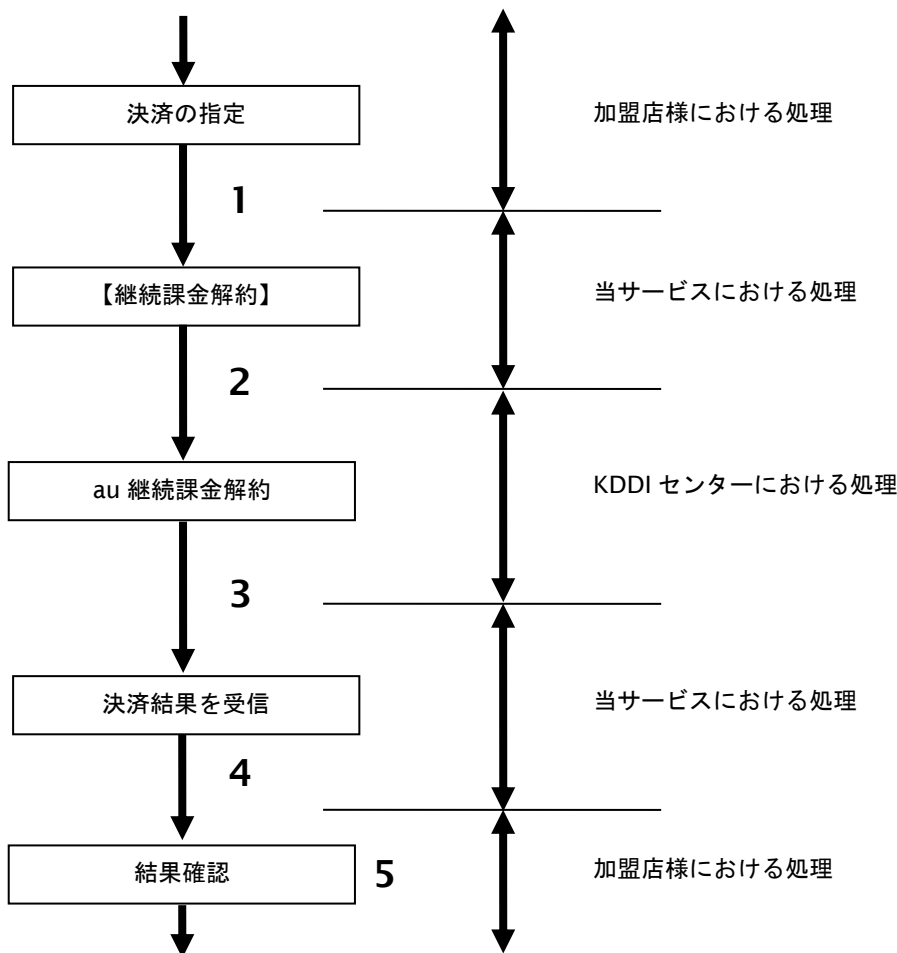 決済の指定
加盟店様における処理
1
【継続課金解約】
当サービスにおける処理
2
au 継続課金解約
KDDI センターにおける処理
3
決済結果を受信
当サービスにおける処理
4
結果確認
5
加盟店様における処理